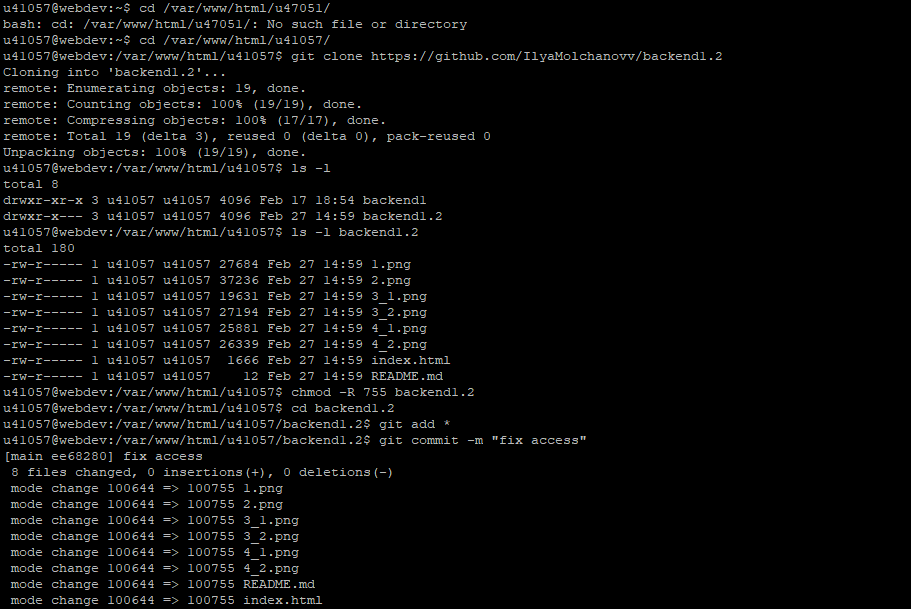 u41057@webdev:~$ cd /var/www/html/u47051/
bash: cd: /var/www/html/u47051/: No such file or directory
u41057@webdev:~$ cd /var/www/html/u41057/
u41057@webdev:/var/www/html/u41057$ git clone https://github.com/IlyaMolchanovv/backend1.2
Cloning into 'backend1.2'...
remote: Enumerating objects: 19, done.
remote: Counting objects: 100% (19/19), done.
remote: Compressing objects: 100% (17/17), done.
remote: Total 19 (delta 3), reused 0 (delta 0), pack-reused 0
Unpacking objects: 100% (19/19), done.
u41057@webdev:/var/www/html/u41057$ ls -l
total 8
drwxr-xr-x 3 u41057 u41057 4096 Feb 17 18:54 backend1
drwxr-x--- 3 u41057 u41057 4096 Feb 27 14:59 backend1.2
u41057@webdev:/var/www/html/u41057$ ls -l backend1.2
total 180
-rw-r----- 1 u41057 u41057 27684 Feb 27 14:59 1.png
-rw-r----- 1 u41057 u41057 37236 Feb 27 14:59 2.png
-rw-r----- 1 u41057 u41057 19631 Feb 27 14:59 3_1.png
-rw-r----- 1 u41057 u41057 27194 Feb 27 14:59 3_2.png
-rw-r----- 1 u41057 u41057 25881 Feb 27 14:59 4_1.png
-rw-r----- 1 u41057 u41057 26339 Feb 27 14:59 4_2.png
-rw-r----- 1 u41057 u41057  1666 Feb 27 14:59 index.html
-rw-r----- 1 u41057 u41057    12 Feb 27 14:59 README.md
u41057@webdev:/var/www/html/u41057$ chmod -R 755 backend1.2
u41057@webdev:/var/www/html/u41057$ cd backend1.2
u41057@webdev:/var/www/html/u41057/backend1.2$ git add *
u41057@webdev:/var/www/html/u41057/backend1.2$ git commit -m "fix access"
[main ee68280] fix access
 8 files changed, 0 insertions(+), 0 deletions(-)
 mode change 100644 => 100755 1.png
 mode change 100644 => 100755 2.png
 mode change 100644 => 100755 3_1.png
 mode change 100644 => 100755 3_2.png
 mode change 100644 => 100755 4_1.png
 mode change 100644 => 100755 4_2.png
 mode change 100644 => 100755 README.md
 mode change 100644 => 100755 index.html